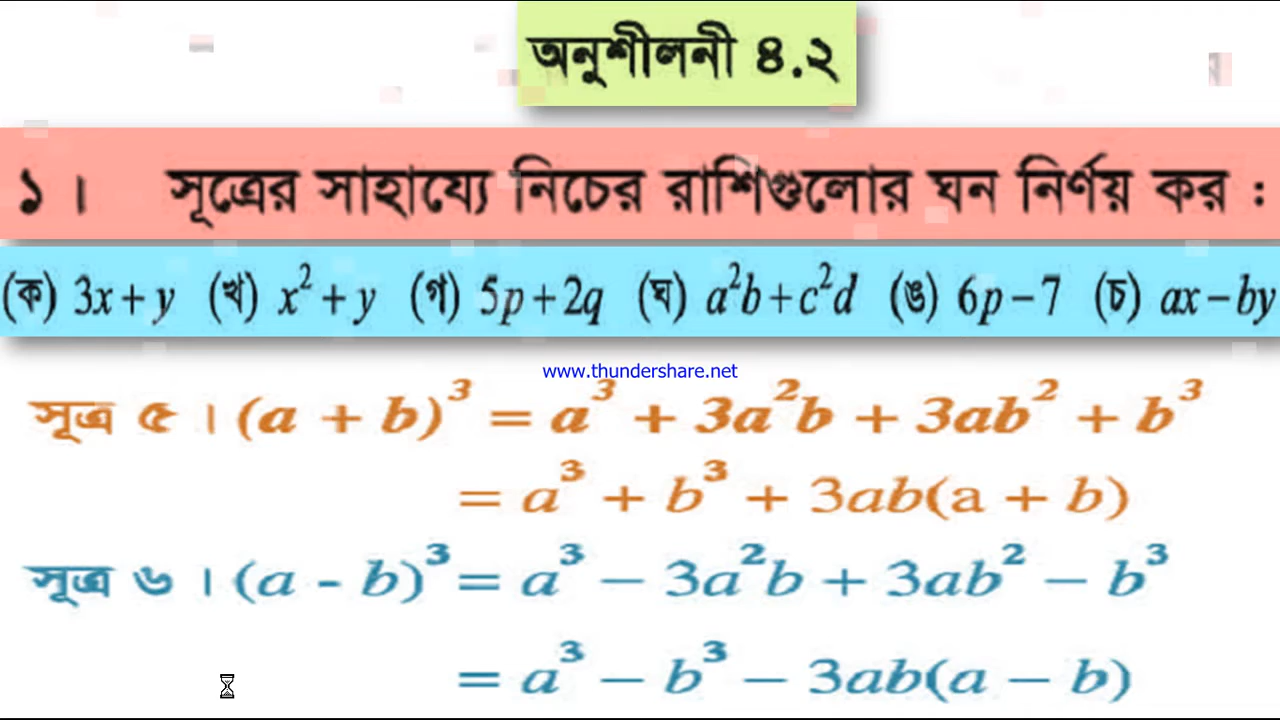 অনুশীলনী ৪.২
১। সূত্রের সাহায্যে নিচের রাশিগুলোর ঘন নির্ণয় কর :
(ক) 3x + y (খ) x² + y (গ) 5p + 2q (ঘ) a²b + c²d (ঙ) 6p − 7 (চ) ax − by
www.thundershare.net
সূত্র ৫। (a + b)³ = a³ + 3a²b + 3ab² + b³
= a³ + b³ + 3ab(a + b)
সূত্র ৬। (a - b)³ = a³ − 3a²b + 3ab² − b³
= a³ − b³ − 3ab(a − b)